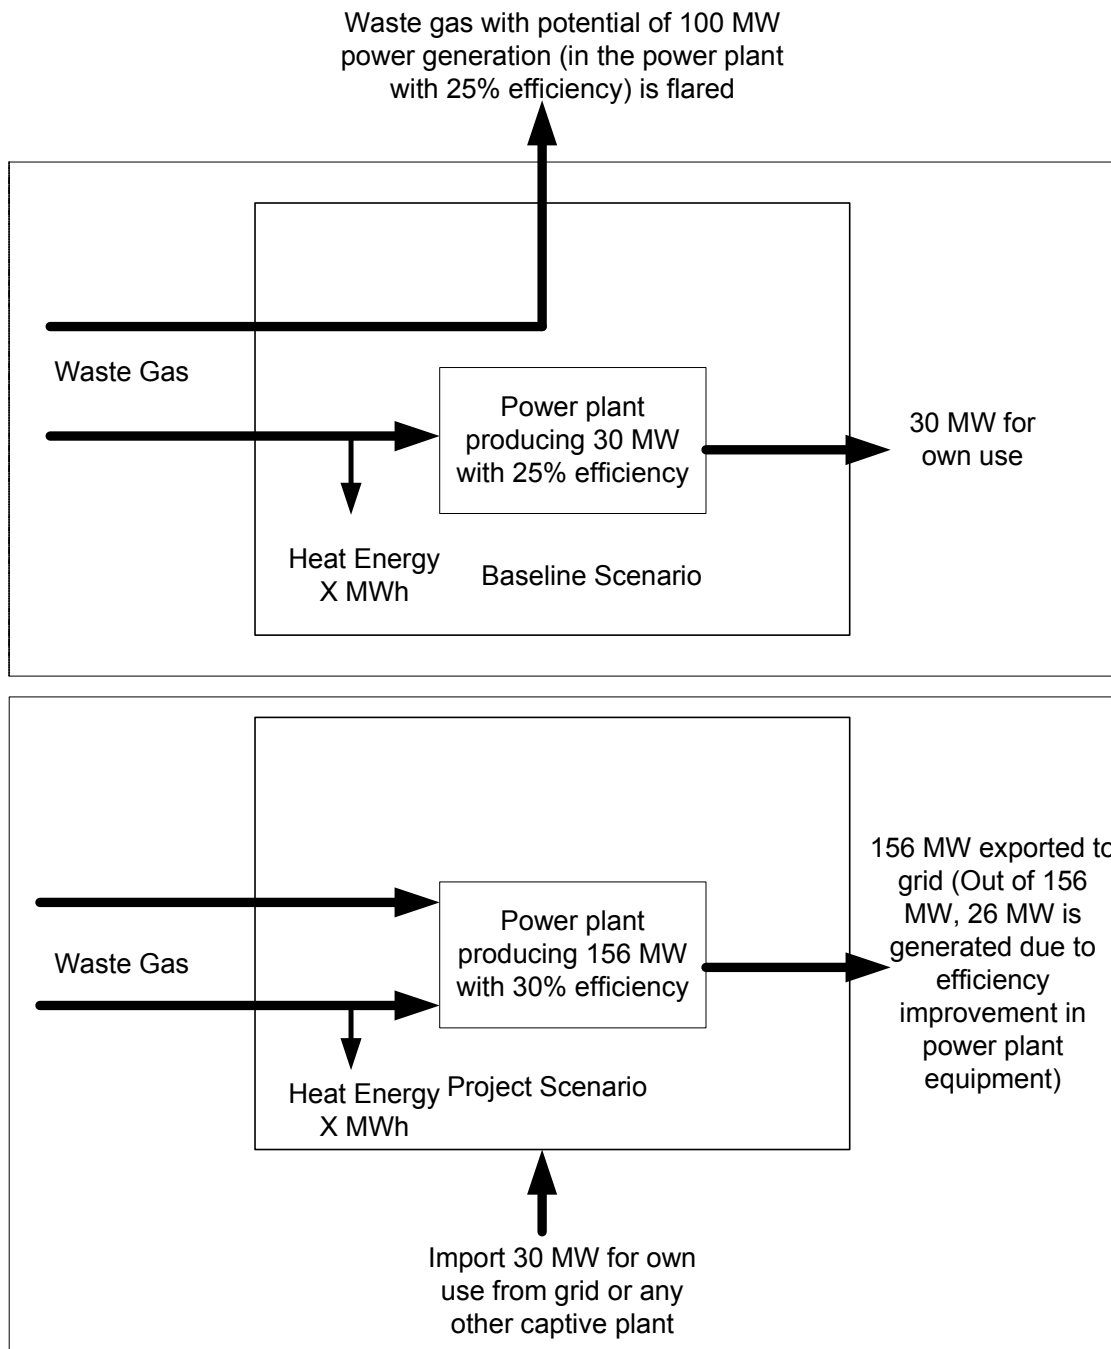 Waste gas with potential of 100 MW
power generation (in the power plant
with 25% efficiency) is flared
Waste Gas
Power plant
producing 30 MW
with 25% efficiency
30 MW for
own use
Heat Energy
X MWh
Baseline Scenario
156 MW exported to
grid (Out of 156
MW, 26 MW is
generated due to
efficiency
improvement in
power plant
equipment)
Power plant
producing 156 MW
with 30% efficiency
Waste Gas
Heat Energy
X MWh
Project Scenario
Import 30 MW for own
use from grid or any
other captive plant